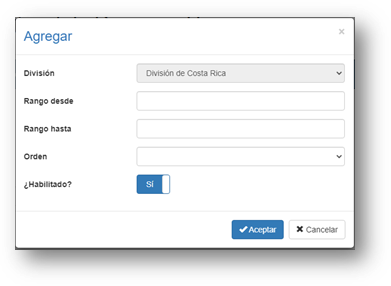 Agregar ×
División División de Costa Rica
Rango desde
Rango hasta
Orden
¿Habilitado? Sí
Aceptar Cancelar